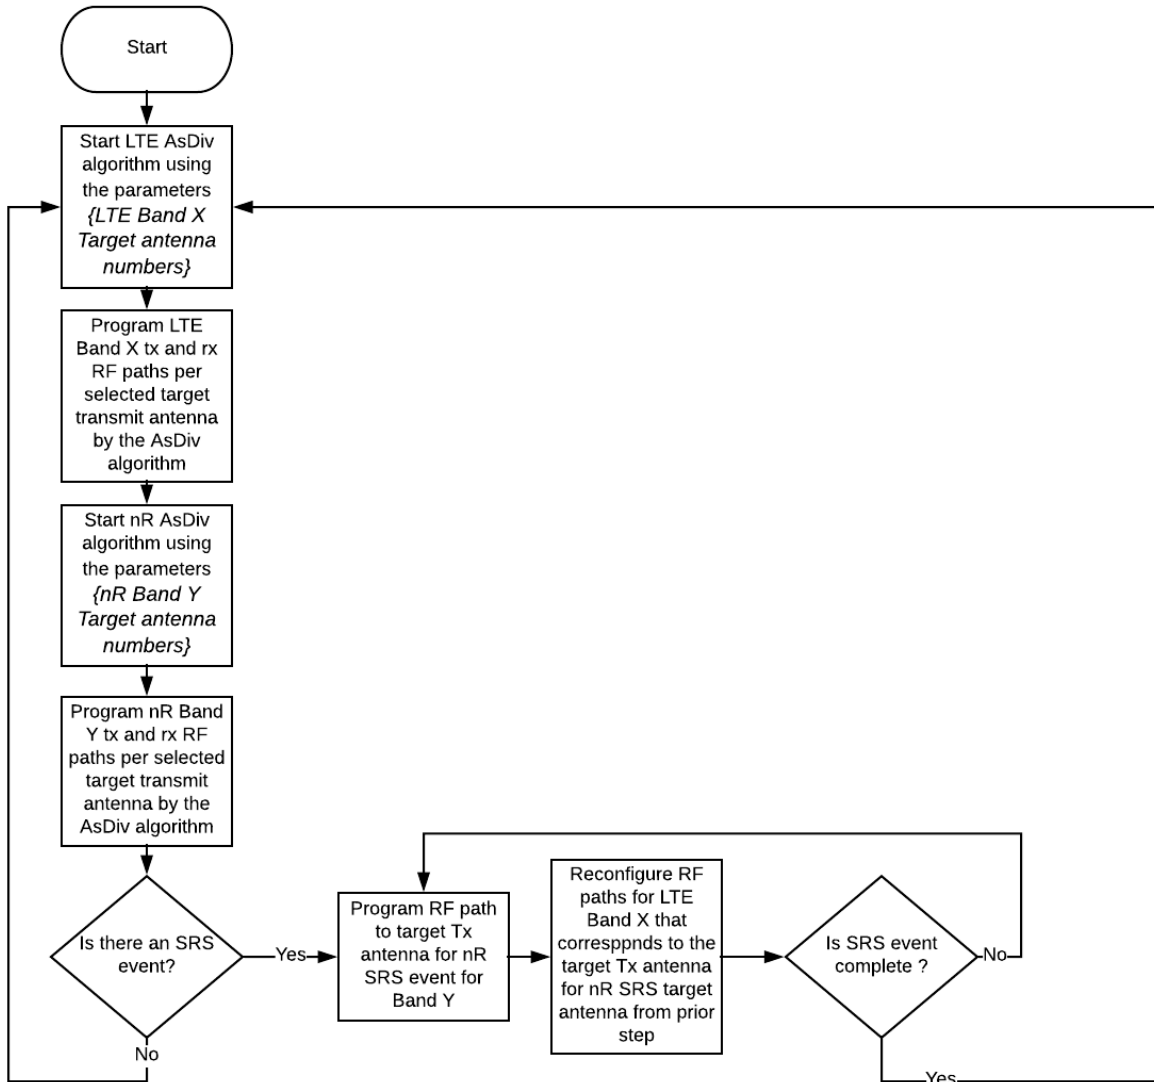 Start
Start LTE AsDiv
algorithm using
the parameters
{LTE Band X
Target antenna
numbers}
Program LTE
Band X tx and rx
RF paths per
selected target
transmit antenna
by the AsDiv
algorithm
Start nR AsDiv
algorithm using
the parameters
{nR Band Y
Target antenna
numbers}
Program nR Band
Y tx and rx RF
paths per selected
target transmit
antenna by the
AsDiv algorithm
Is there an SRS
event?
Yes
No
Program RF path
to target Tx
antenna for nR
SRS event for
Band Y
Reconfigure RF
paths for LTE
Band X that
corresppnds to the
target Tx antenna
for nR SRS target
antenna from prior
step
Is SRS event
complete ?
No
Yes